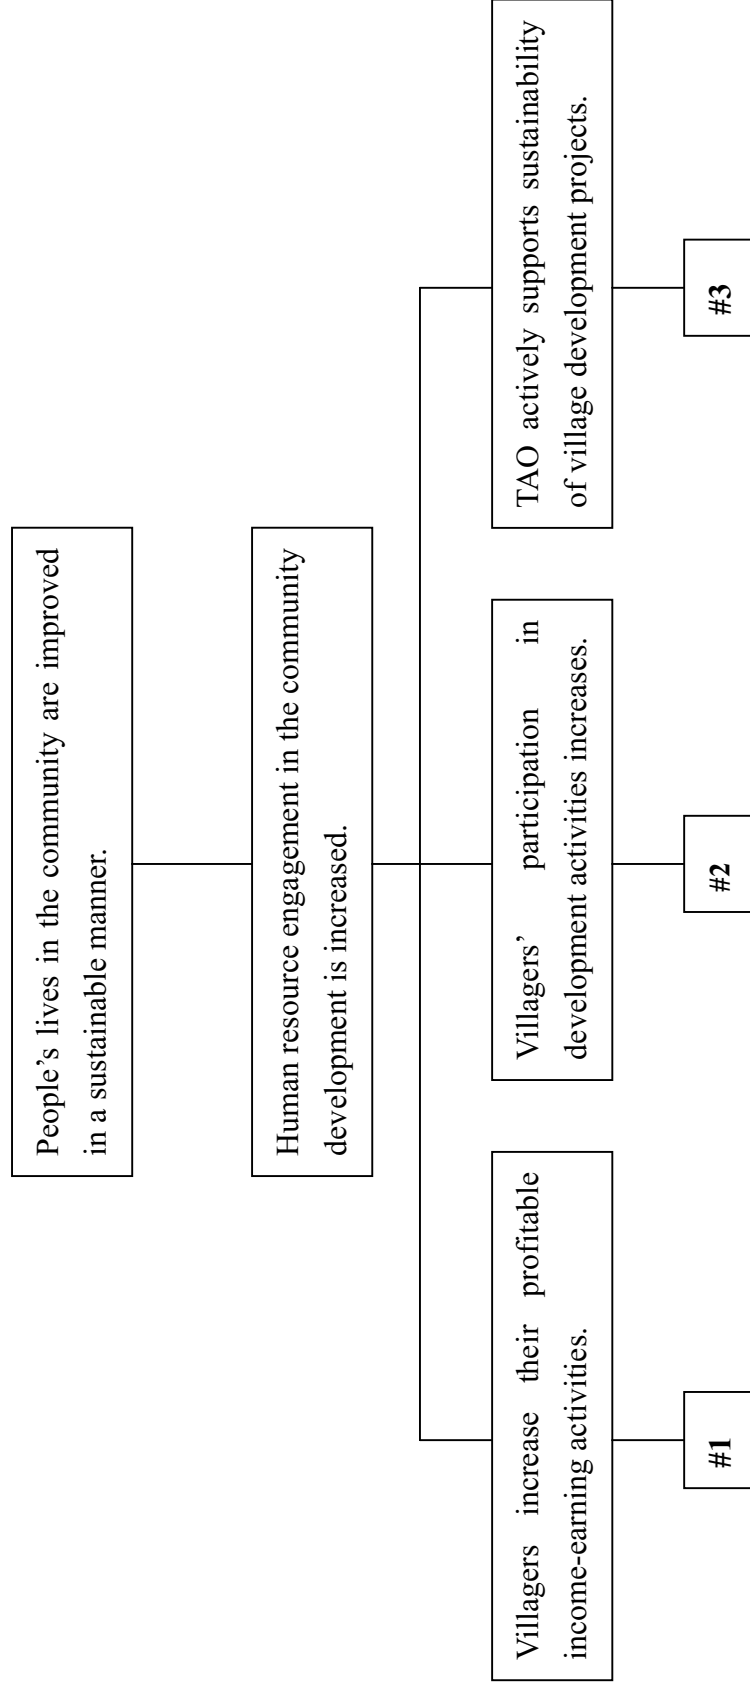 People’s lives in the community are improved
in a sustainable manner.
Human resource engagement in the community
development is increased.
Villagers increase their profitable
income-earning activities.
Villagers’ participation in
development activities increases.
TAO actively supports sustainability
of village development projects.
#1
#2
#3